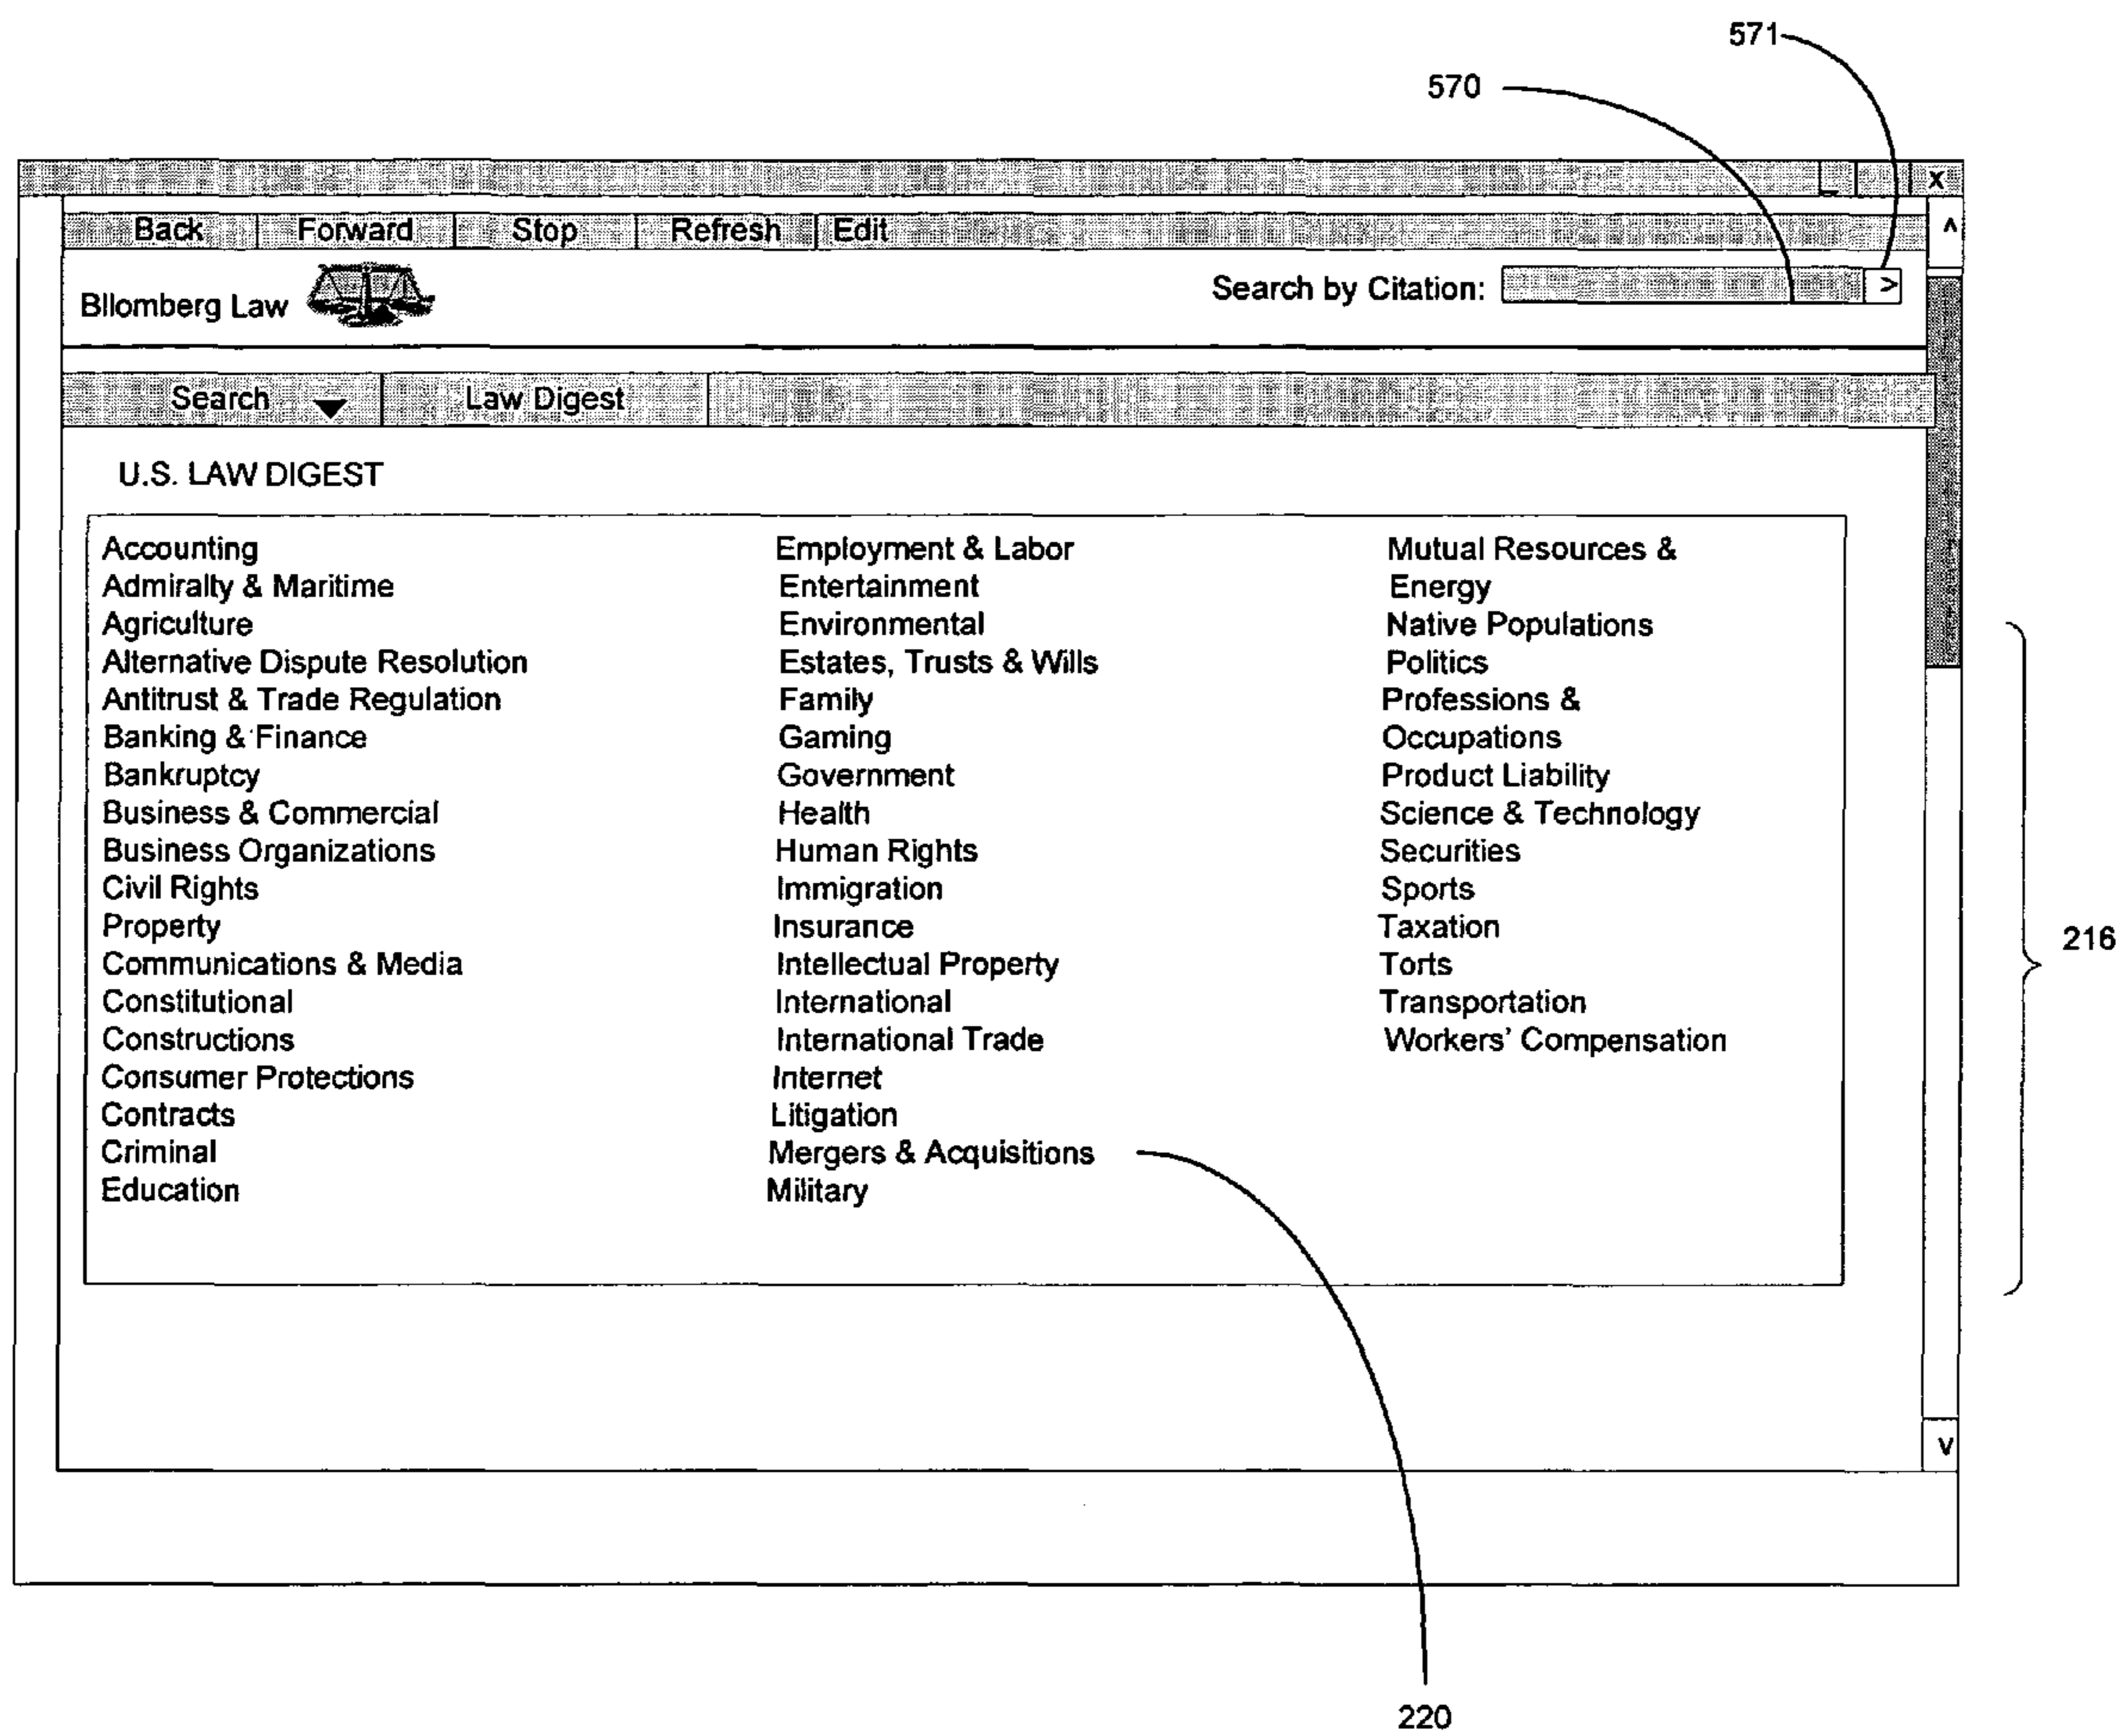 571
570
X
Back Forward Stop Refresh Edit
^
Bllomberg Law
Search by Citation: >
Search Law Digest
U.S. LAW DIGEST
Accounting
Admiralty & Maritime
Agriculture
Alternative Dispute Resolution
Antitrust & Trade Regulation
Banking & Finance
Bankruptcy
Business & Commercial
Business Organizations
Civil Rights
Property
Communications & Media
Constitutional
Constructions
Consumer Protections
Contracts
Criminal
Education
Employment & Labor
Entertainment
Environmental
Estates, Trusts & Wills
Family
Gaming
Government
Health
Human Rights
Immigration
Insurance
Intellectual Property
International
International Trade
Internet
Litigation
Mergers & Acquisitions
Military
Mutual Resources &
Energy
Native Populations
Politics
Professions &
Occupations
Product Liability
Science & Technology
Securities
Sports
Taxation
Torts
Transportation
Workers' Compensation
216
V
220